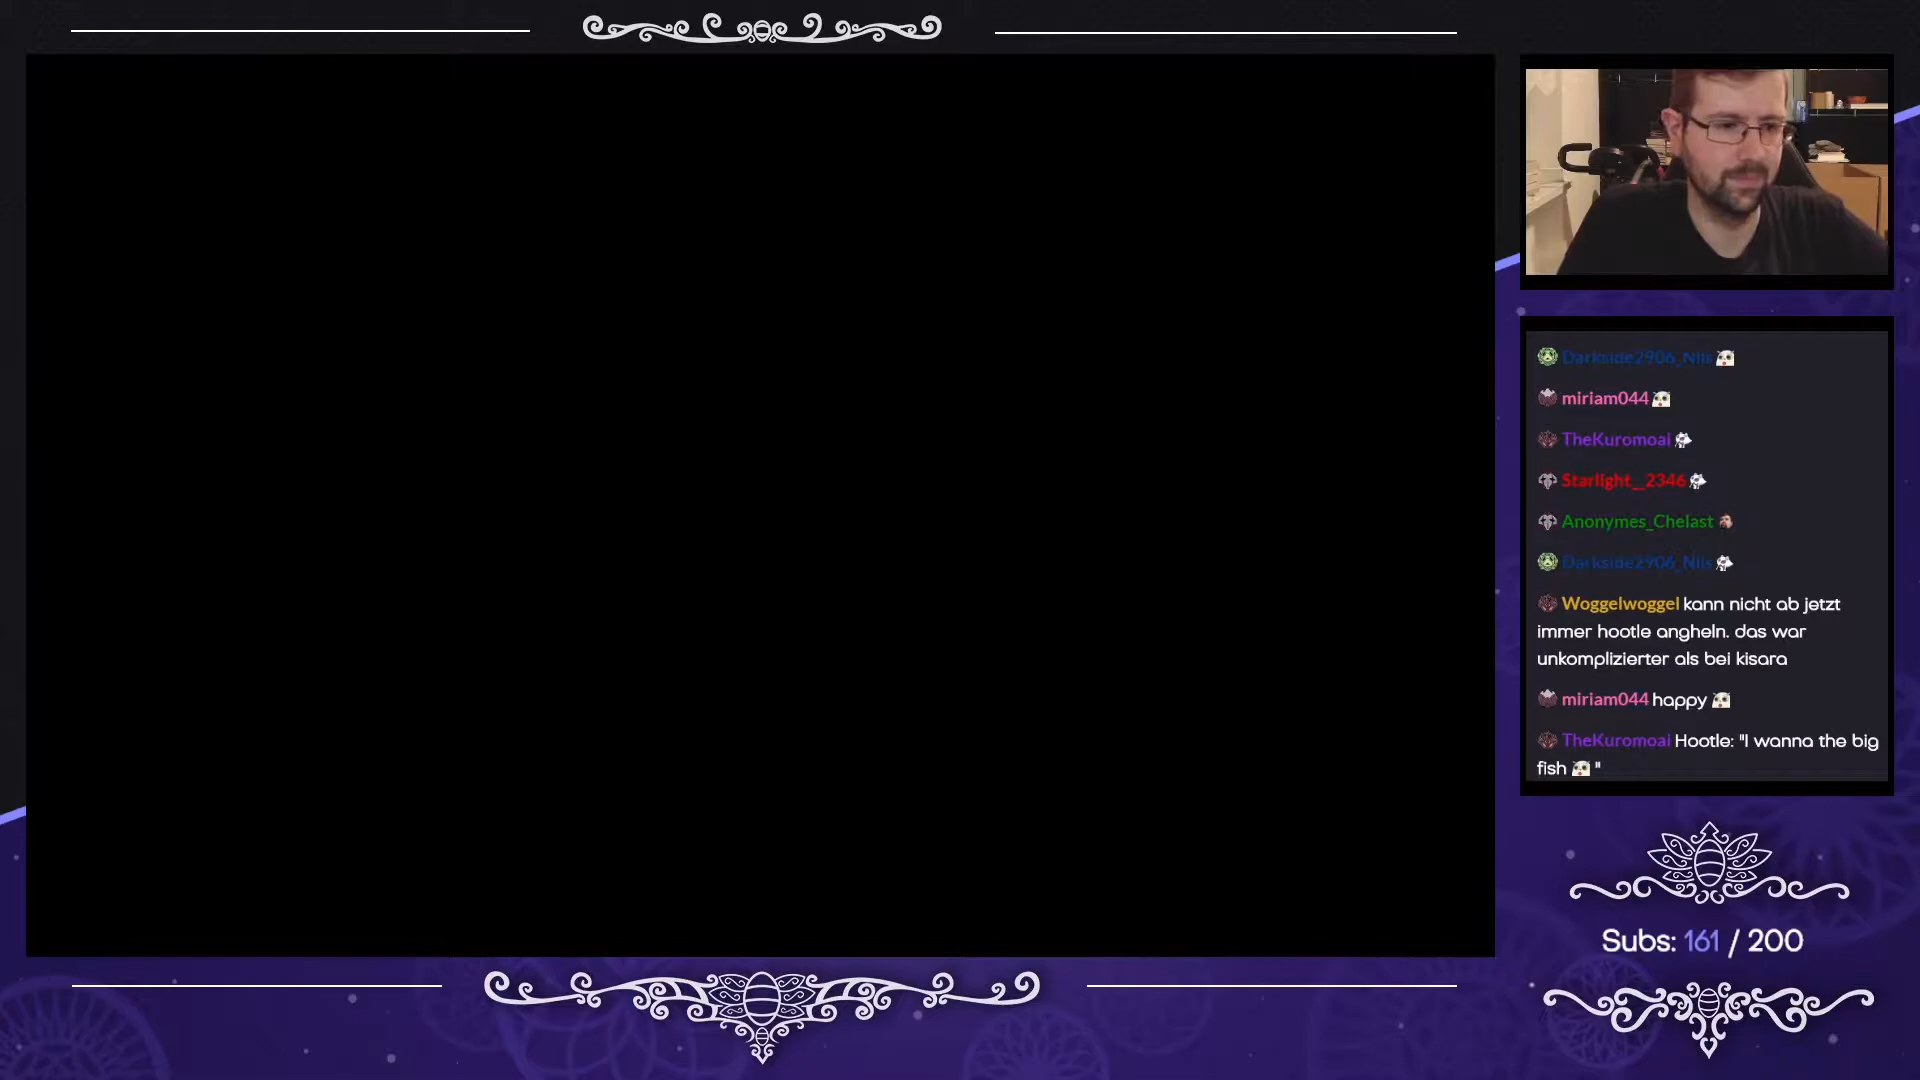 Darkside2906_Nils
miriam044
TheKuromoai
Starlight__2346
Anonymes_Chelast
Darkside2906_Nils
Woggelwoggel kann nicht ab jetzt
immer hootle angheln. das war
unkomplizierter als bei kisara
miriam044 happy
TheKuromoai Hootle: "I wanna the big
fish "
Subs: 161 / 200